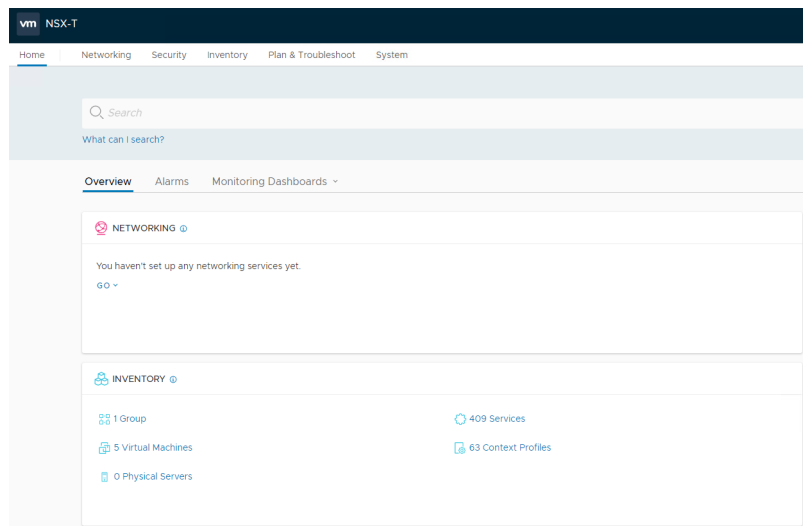 vm NSX-T
Home Networking Security Inventory Plan & Troubleshoot System
Search
What can I search?
Overview Alarms Monitoring Dashboards
NETWORKING
You haven't set up any networking services yet.
GO
INVENTORY
1 Group 409 Services
5 Virtual Machines 63 Context Profiles
0 Physical Servers